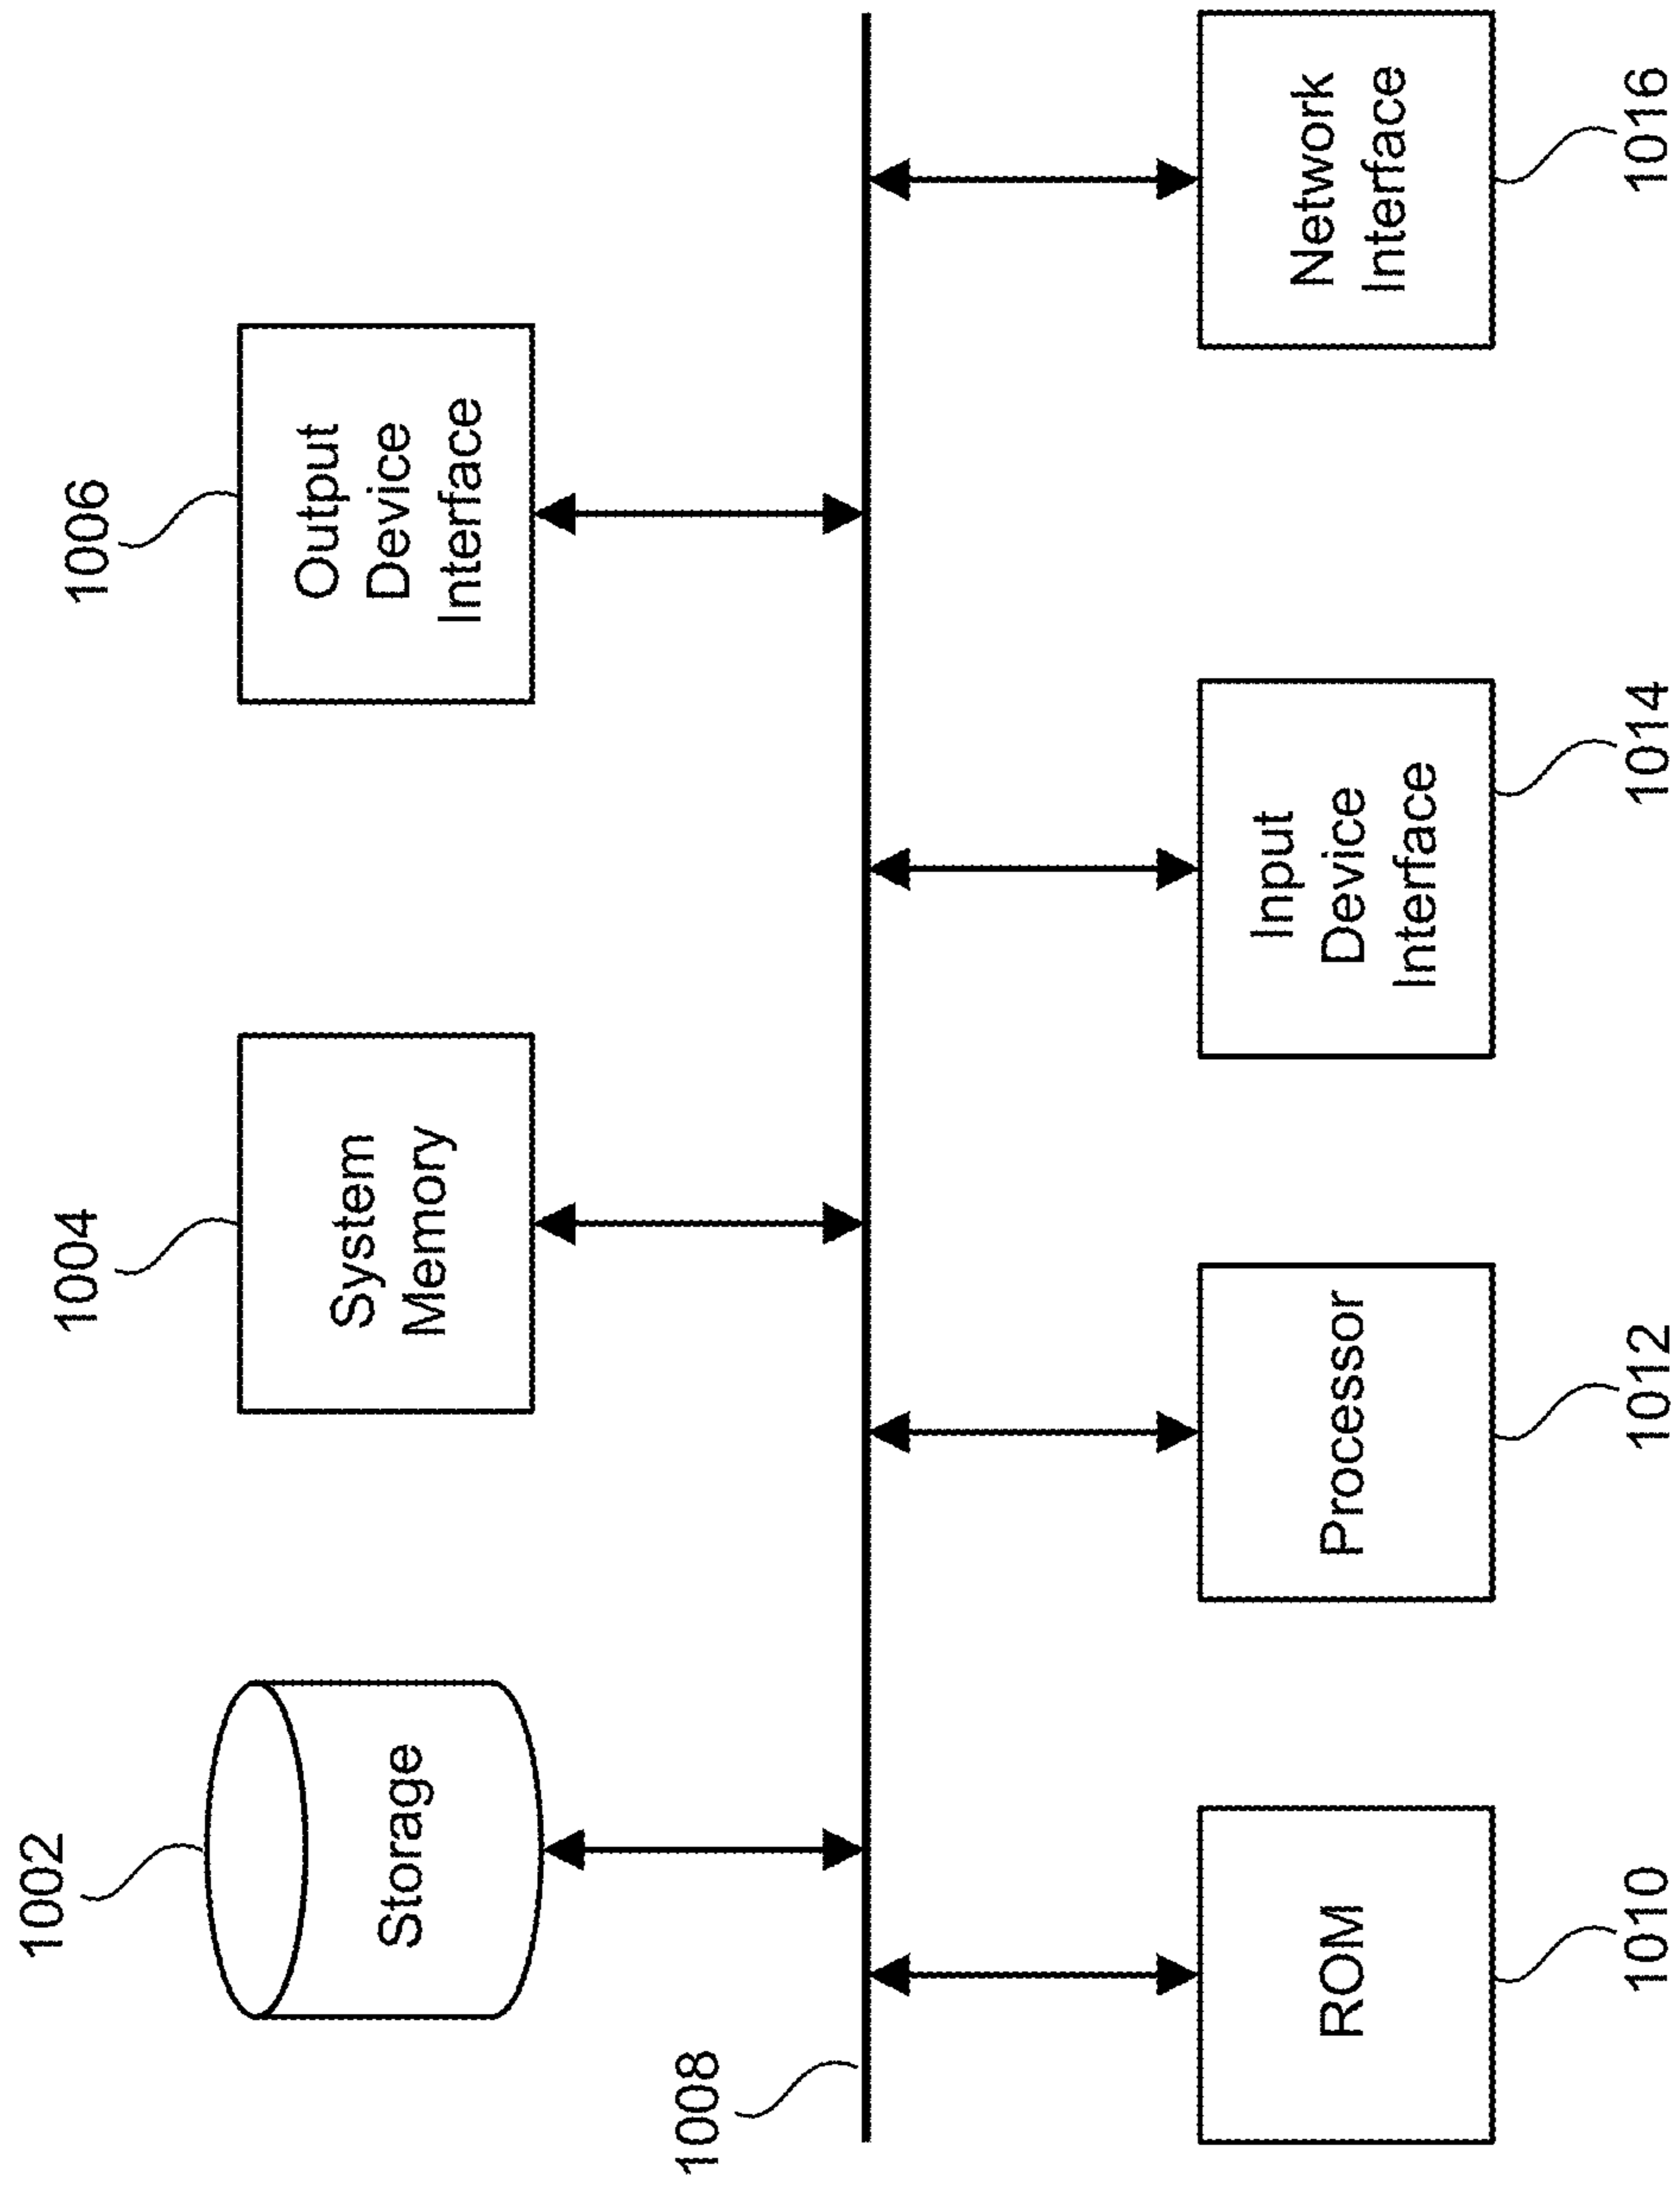 1002
Storage
1004
System
Memory
1006
Output
Device
Interface
1008
ROM
1010
Processor
1012
Input
Device
Interface
1014
Network
Interface
1016